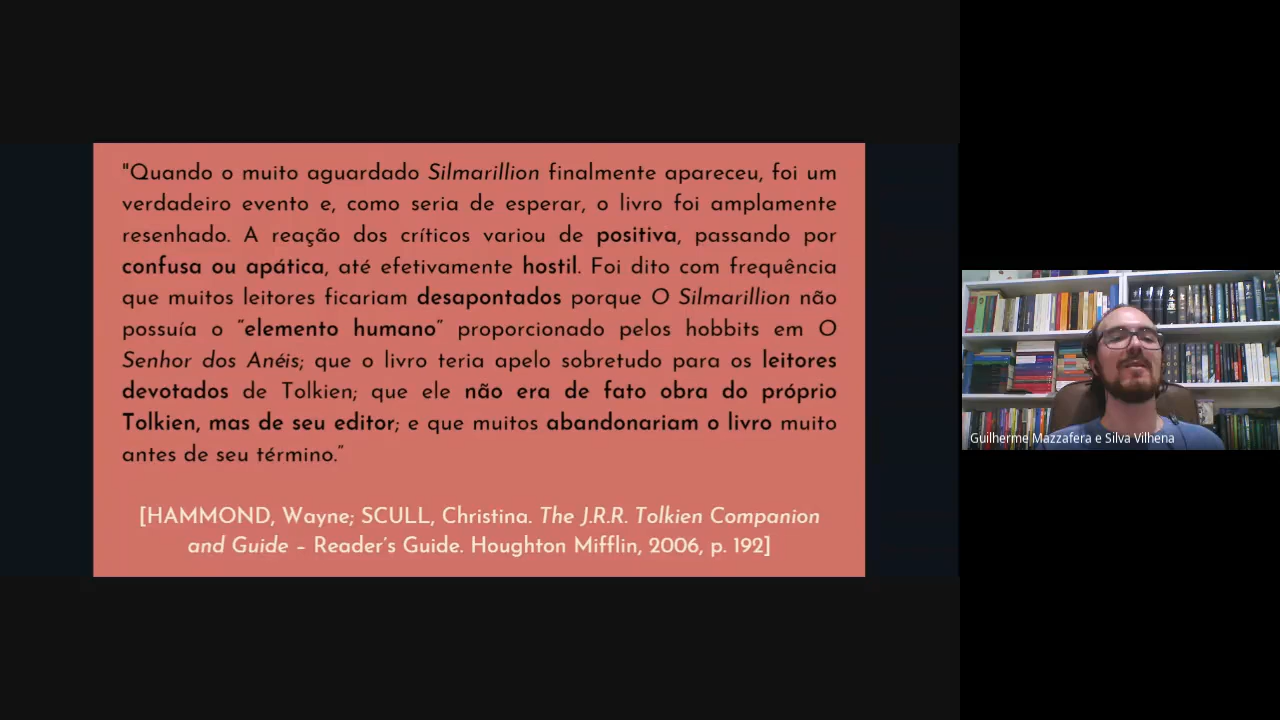 "Quando o muito aguardado Silmarillion finalmente apareceu, foi um
verdadeiro evento e, como seria de esperar, o livro foi amplamente
resenhado. A reação dos críticos variou de positiva, passando por
confusa ou apática, até efetivamente hostil. Foi dito com frequência
que muitos leitores ficariam desapontados porque O Silmarillion não
possuía o “elemento humano” proporcionado pelos hobbits em O
Senhor dos Anéis; que o livro teria apelo sobretudo para os leitores
devotados de Tolkien; que ele não era de fato obra do próprio
Tolkien, mas de seu editor; e que muitos abandonariam o livro muito
antes de seu término.”
[HAMMOND, Wayne; SCULL, Christina. The J.R.R. Tolkien Companion
and Guide – Reader’s Guide. Houghton Mifflin, 2006, p. 192]
Guilherme Mazzafera e Silva Vilhena